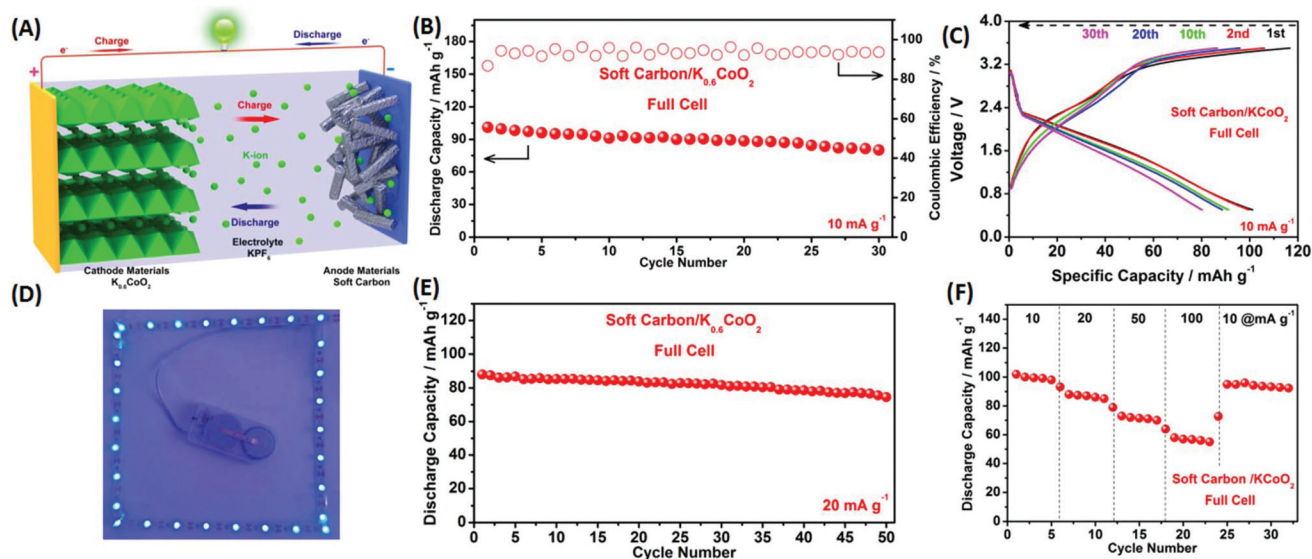 (A)
e⁻
Charge
Discharge
e⁻
+
−
Charge
K-ion
Discharge
Electrolyte
KPF₆
Cathode Materials
K₀.₆CoO₂
Anode Materials
Soft Carbon
(B)
Discharge Capacity / mAh g⁻¹
180
150
120
90
60
30
0
Soft Carbon/K₀.₆CoO₂
Full Cell
10 mA g⁻¹
100
80
60
40
20
0
Coulombic Efficiency / %
0 5 10 15 20 25 30
Cycle Number
(C)
Voltage / V
4.0
3.2
2.4
1.6
0.8
0.0
30th 20th 10th 2nd 1st
Soft Carbon/KCoO₂
Full Cell
10 mA g⁻¹
0 20 40 60 80 100 120
Specific Capacity / mAh g⁻¹
(D)
(E)
Discharge Capacity / mAh g⁻¹
120
100
80
60
40
20
0
Soft Carbon/K₀.₆CoO₂
Full Cell
20 mA g⁻¹
0 5 10 15 20 25 30 35 40 45 50
Cycle Number
(F)
Discharge Capacity / mAh g⁻¹
140
120
100
80
60
40
20
0
10 20 50 100 10 @mA g⁻¹
Soft Carbon /KCoO₂
Full Cell
0 5 10 15 20 25 30
Cycle Number